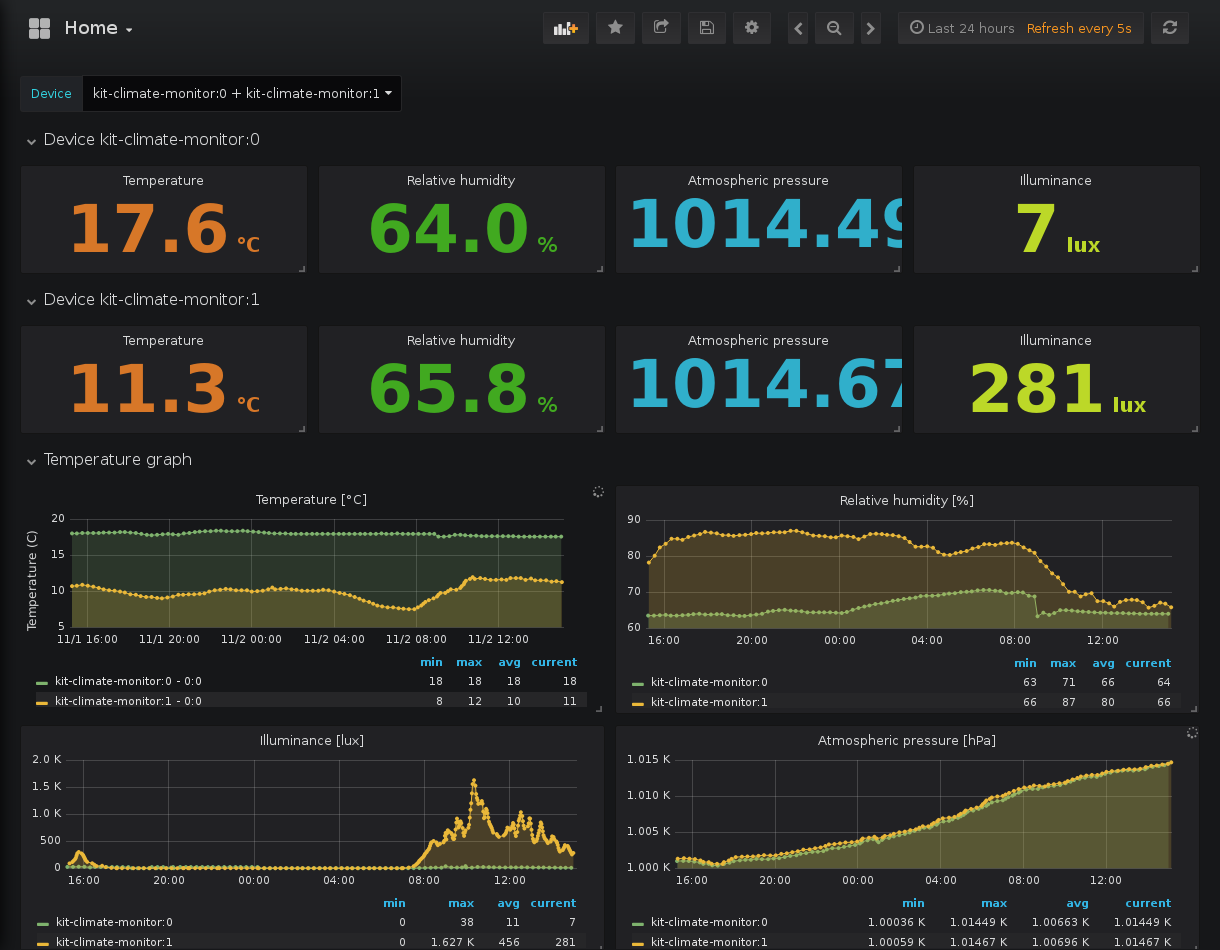 Home
Last 24 hours Refresh every 5s
Device kit-climate-monitor:0 + kit-climate-monitor:1
Device kit-climate-monitor:0
Temperature Relative humidity Atmospheric pressure Illuminance
17.6 °C 64.0 % 1014.49 7 lux
Device kit-climate-monitor:1
Temperature Relative humidity Atmospheric pressure Illuminance
11.3 °C 65.8 % 1014.67 281 lux
Temperature graph
Temperature [°C]
Temperature (C)
20
15
10
5
11/1 16:00 11/1 20:00 11/2 00:00 11/2 04:00 11/2 08:00 11/2 12:00
min max avg current
kit-climate-monitor:0 - 0:0 18 18 18 18
kit-climate-monitor:1 - 0:0 8 12 10 11
Relative humidity [%]
90
80
70
60
16:00 20:00 00:00 04:00 08:00 12:00
min max avg current
kit-climate-monitor:0 63 71 66 64
kit-climate-monitor:1 66 87 80 66
Illuminance [lux]
2.0 K
1.5 K
1.0 K
500
0
16:00 20:00 00:00 04:00 08:00 12:00
min max avg current
kit-climate-monitor:0 0 38 11 7
kit-climate-monitor:1 0 1.627 K 456 281
Atmospheric pressure [hPa]
1.015 K
1.010 K
1.005 K
1.000 K
16:00 20:00 00:00 04:00 08:00 12:00
min max avg current
kit-climate-monitor:0 1.00036 K 1.01449 K 1.00663 K 1.01449 K
kit-climate-monitor:1 1.00059 K 1.01467 K 1.00696 K 1.01467 K